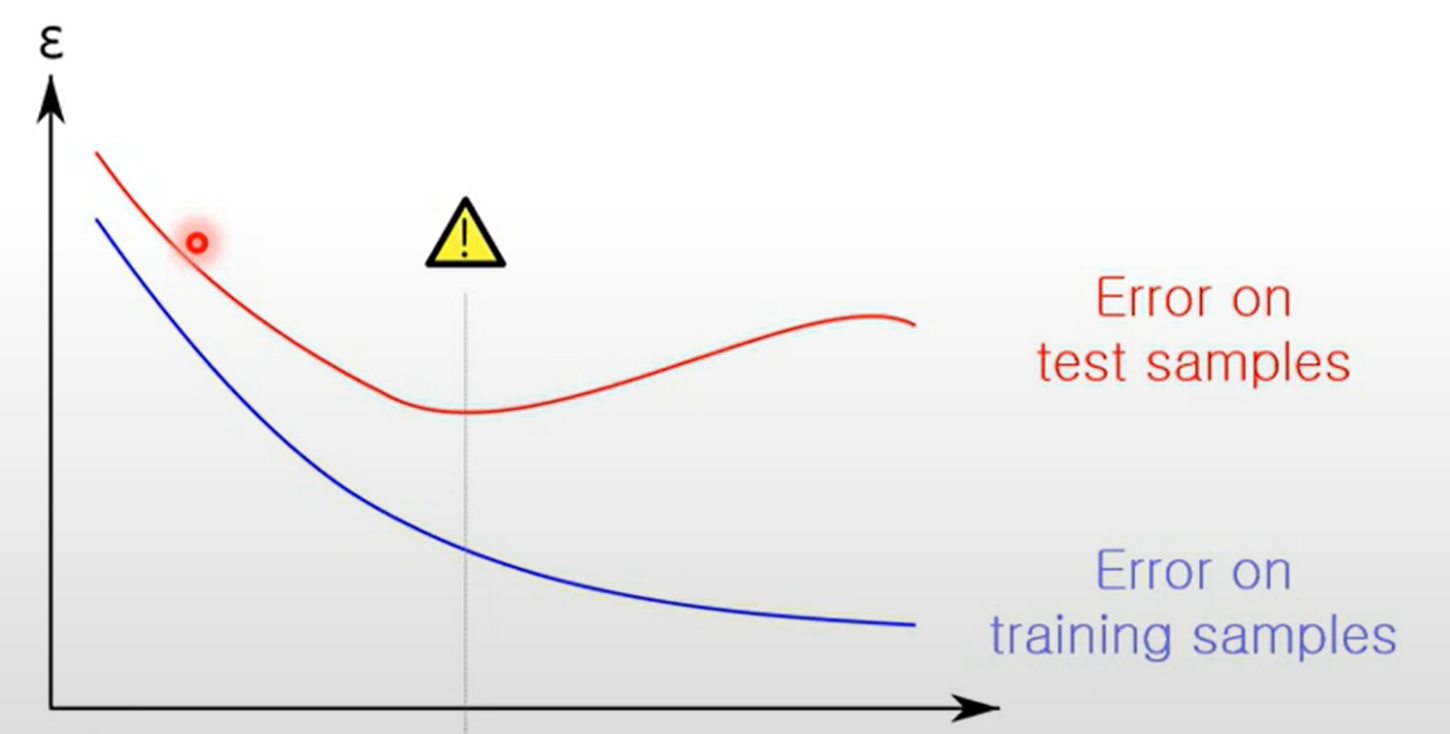 ε
!
Error on
test samples
Error on
training samples